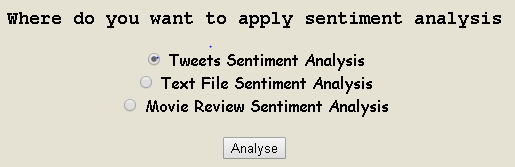 Where do you want to apply sentiment analysis
Tweets Sentiment Analysis
Text File Sentiment Analysis
Movie Review Sentiment Analysis
Analyse